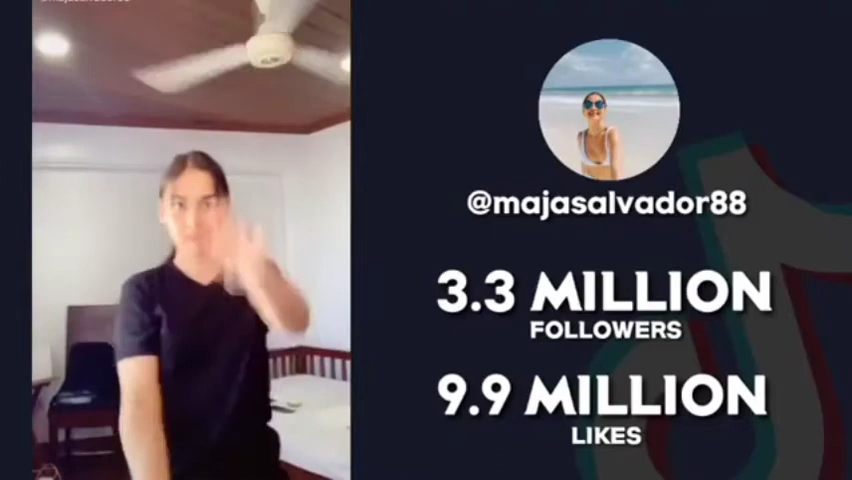 @majasalvador88
3.3 MILLION
FOLLOWERS
9.9 MILLION
LIKES